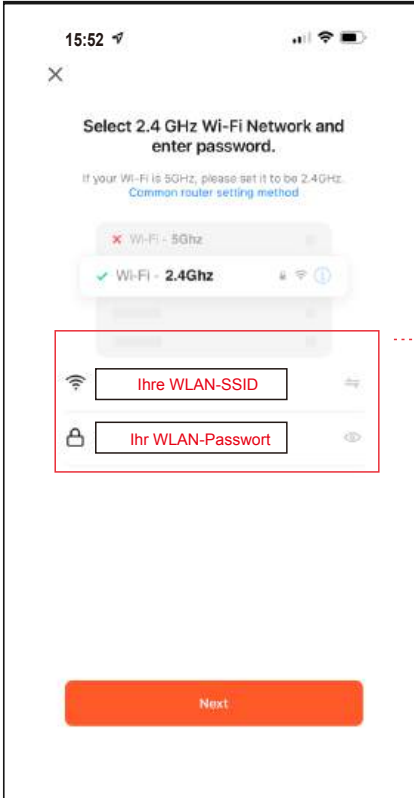 15:52
Select 2.4 GHz Wi-Fi Network and
enter password.
If your Wi-Fi is 5GHz, please set it to be 2.4GHz.
Common router setting method
Wi-Fi - 5Ghz
Wi-Fi - 2.4Ghz
Ihre WLAN-SSID
Ihr WLAN-Passwort
Next